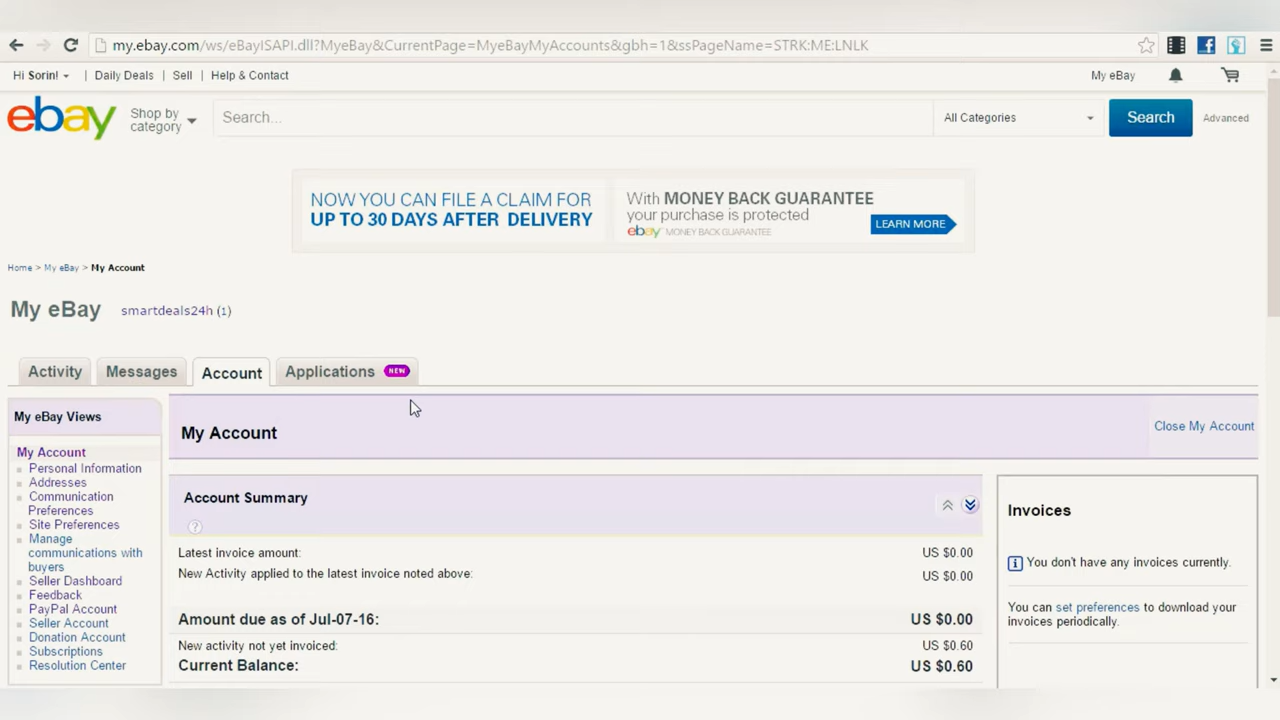 my.ebay.com/ws/eBayISAPI.dll?MyeBay&CurrentPage=MyeBayMyAccounts&gbh=1&ssPageName=STRK:ME:LNLK
Hi Sorin! Daily Deals Sell Help & Contact My eBay
ebay Shop by category Search... All Categories Search Advanced
NOW YOU CAN FILE A CLAIM FOR
UP TO 30 DAYS AFTER DELIVERY
With MONEY BACK GUARANTEE
your purchase is protected
ebay MONEY BACK GUARANTEE
LEARN MORE
Home > My eBay > My Account
My eBay smartdeals24h (1)
Activity Messages Account Applications NEW
My eBay Views
My Account
Personal Information
Addresses
Communication
Preferences
Site Preferences
Manage
communications with
buyers
Seller Dashboard
Feedback
PayPal Account
Seller Account
Donation Account
Subscriptions
Resolution Center
My Account
Close My Account
Account Summary
?
Latest invoice amount: US $0.00
New Activity applied to the latest invoice noted above: US $0.00
Amount due as of Jul-07-16: US $0.00
New activity not yet invoiced: US $0.60
Current Balance: US $0.60
Invoices
You don't have any invoices currently.
You can set preferences to download your
invoices periodically.